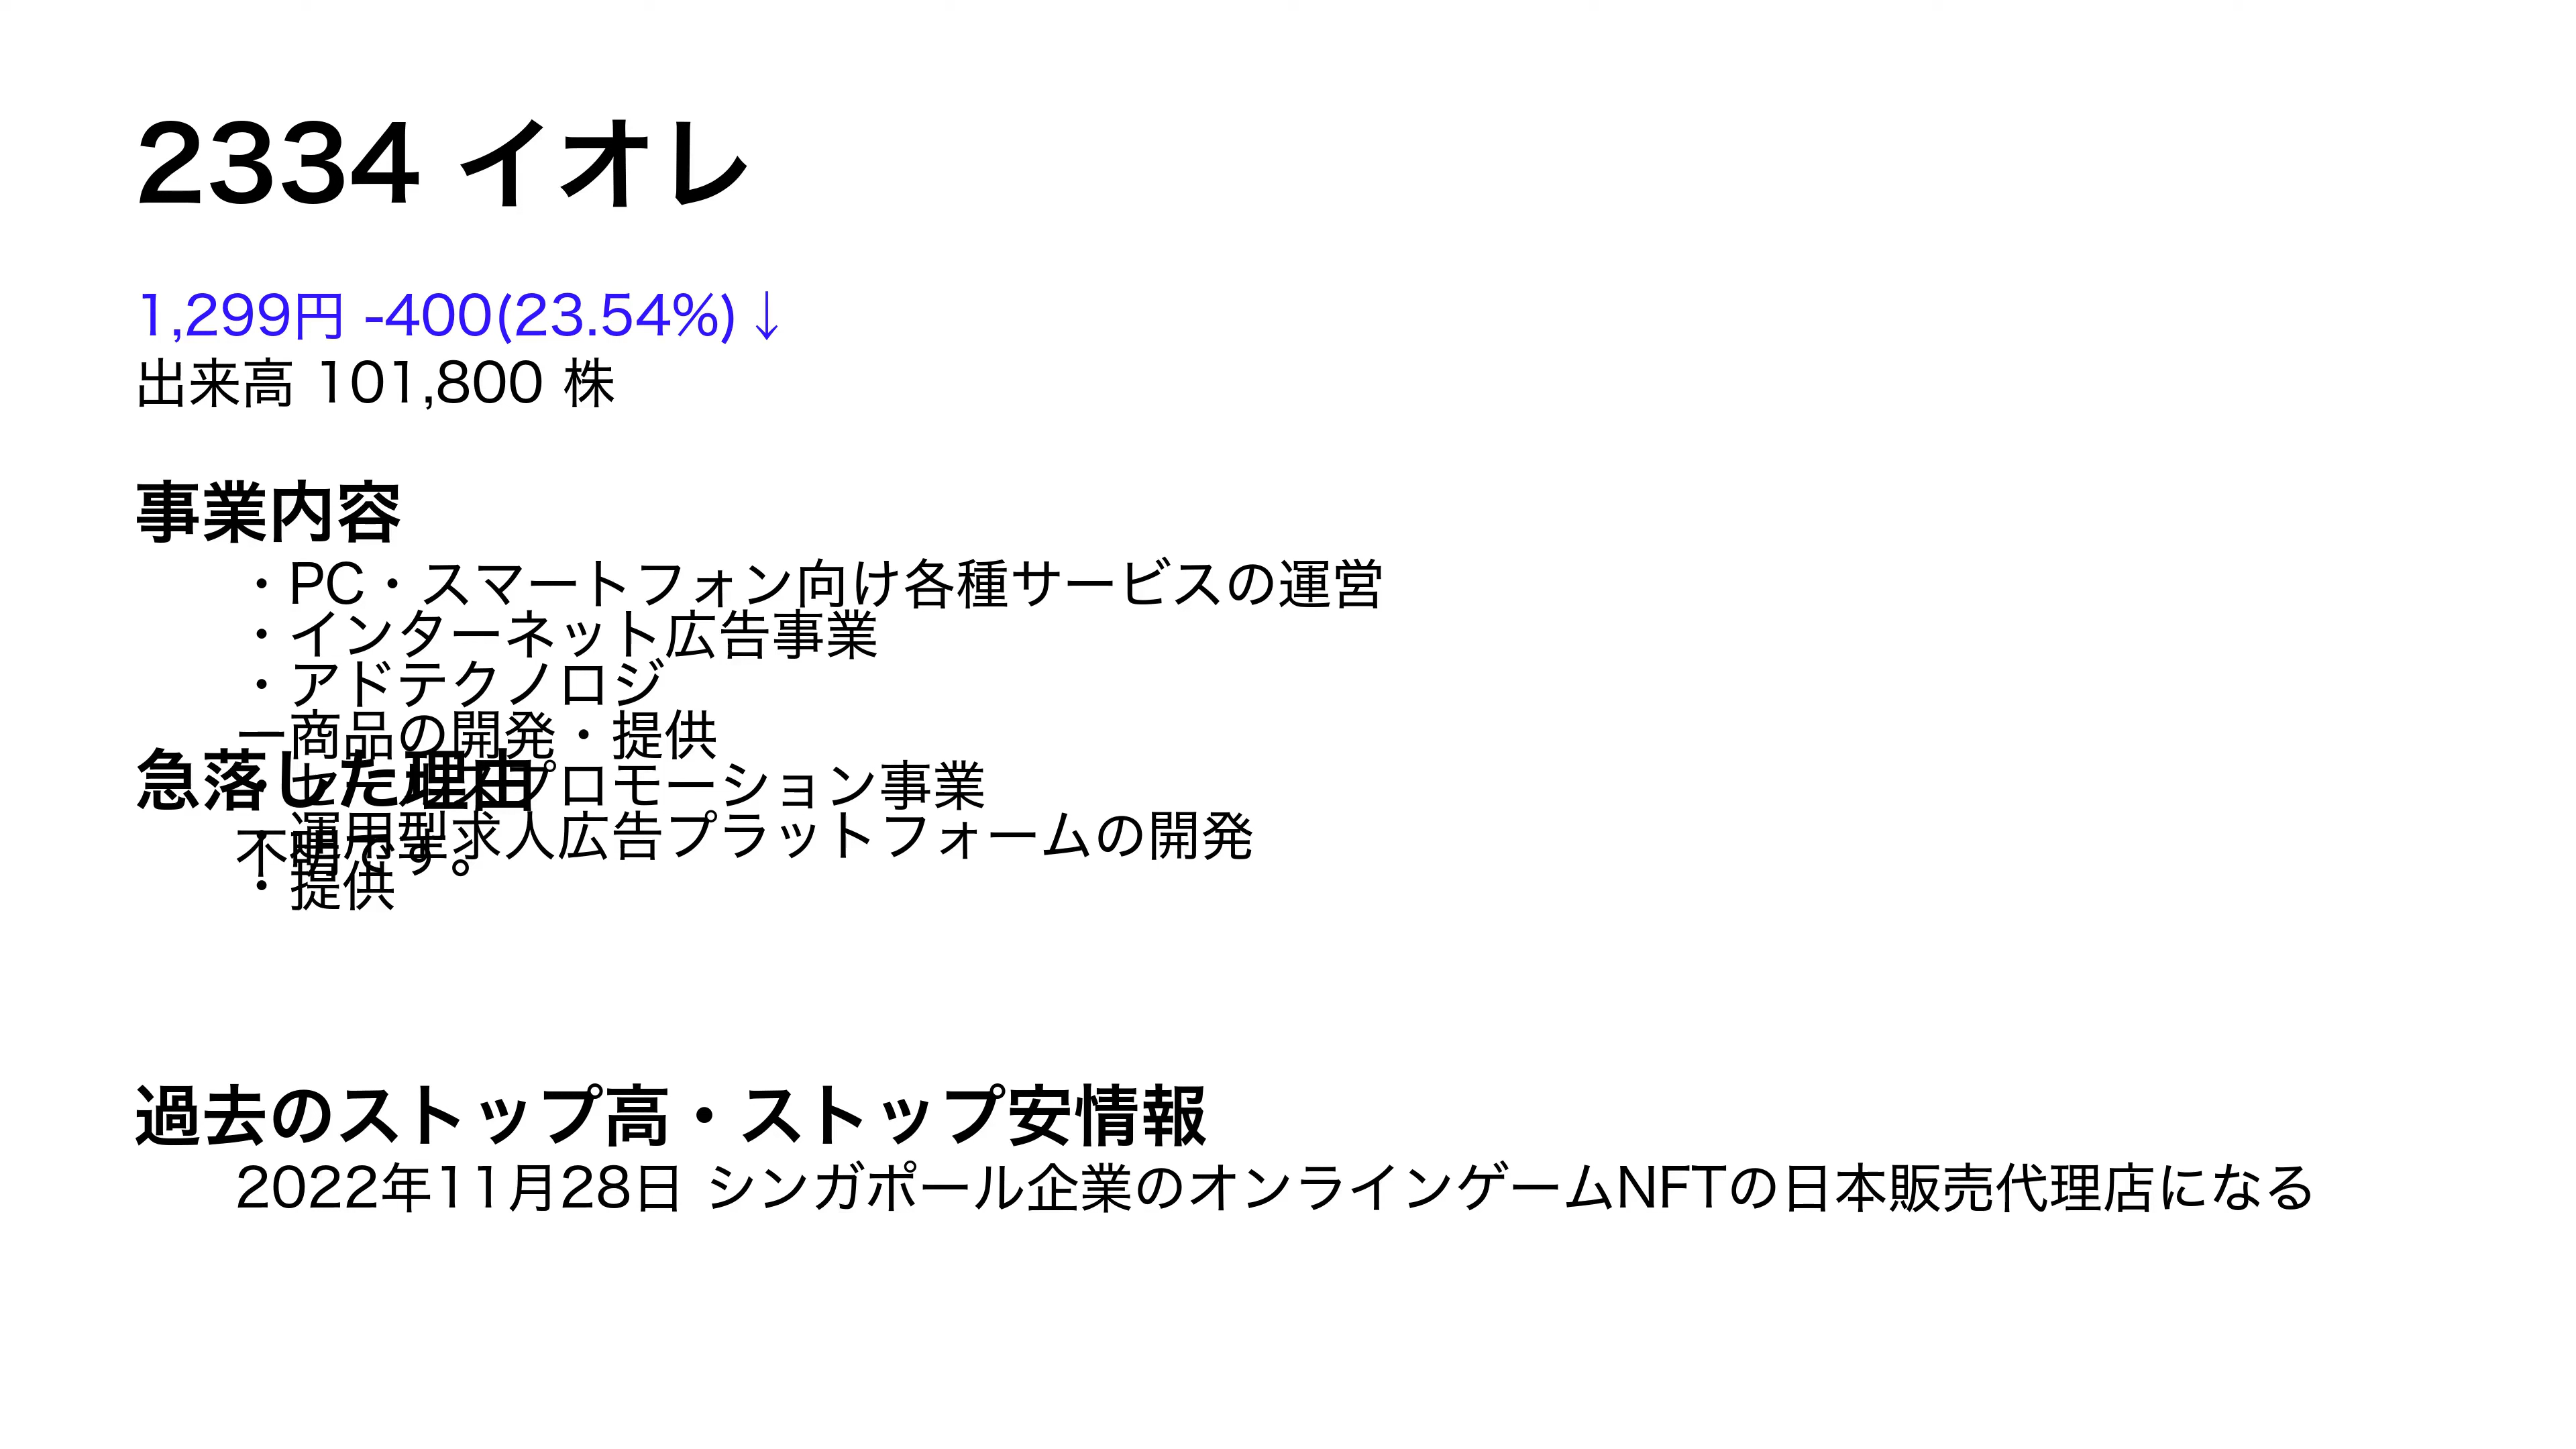 2334 イオレ
1,299円 -400(23.54%)↓
出来高 101,800 株
事業内容
・PC・スマートフォン向け各種サービスの運営
・インターネット広告事業
・アドテクノロジ
ー商品の開発・提供
急落した理由
・セールスプロモーション事業
・運用型求人広告プラットフォームの開発
不明です。
・提供
過去のストップ高・ストップ安情報
2022年11月28日 シンガポール企業のオンラインゲームNFTの日本販売代理店になる